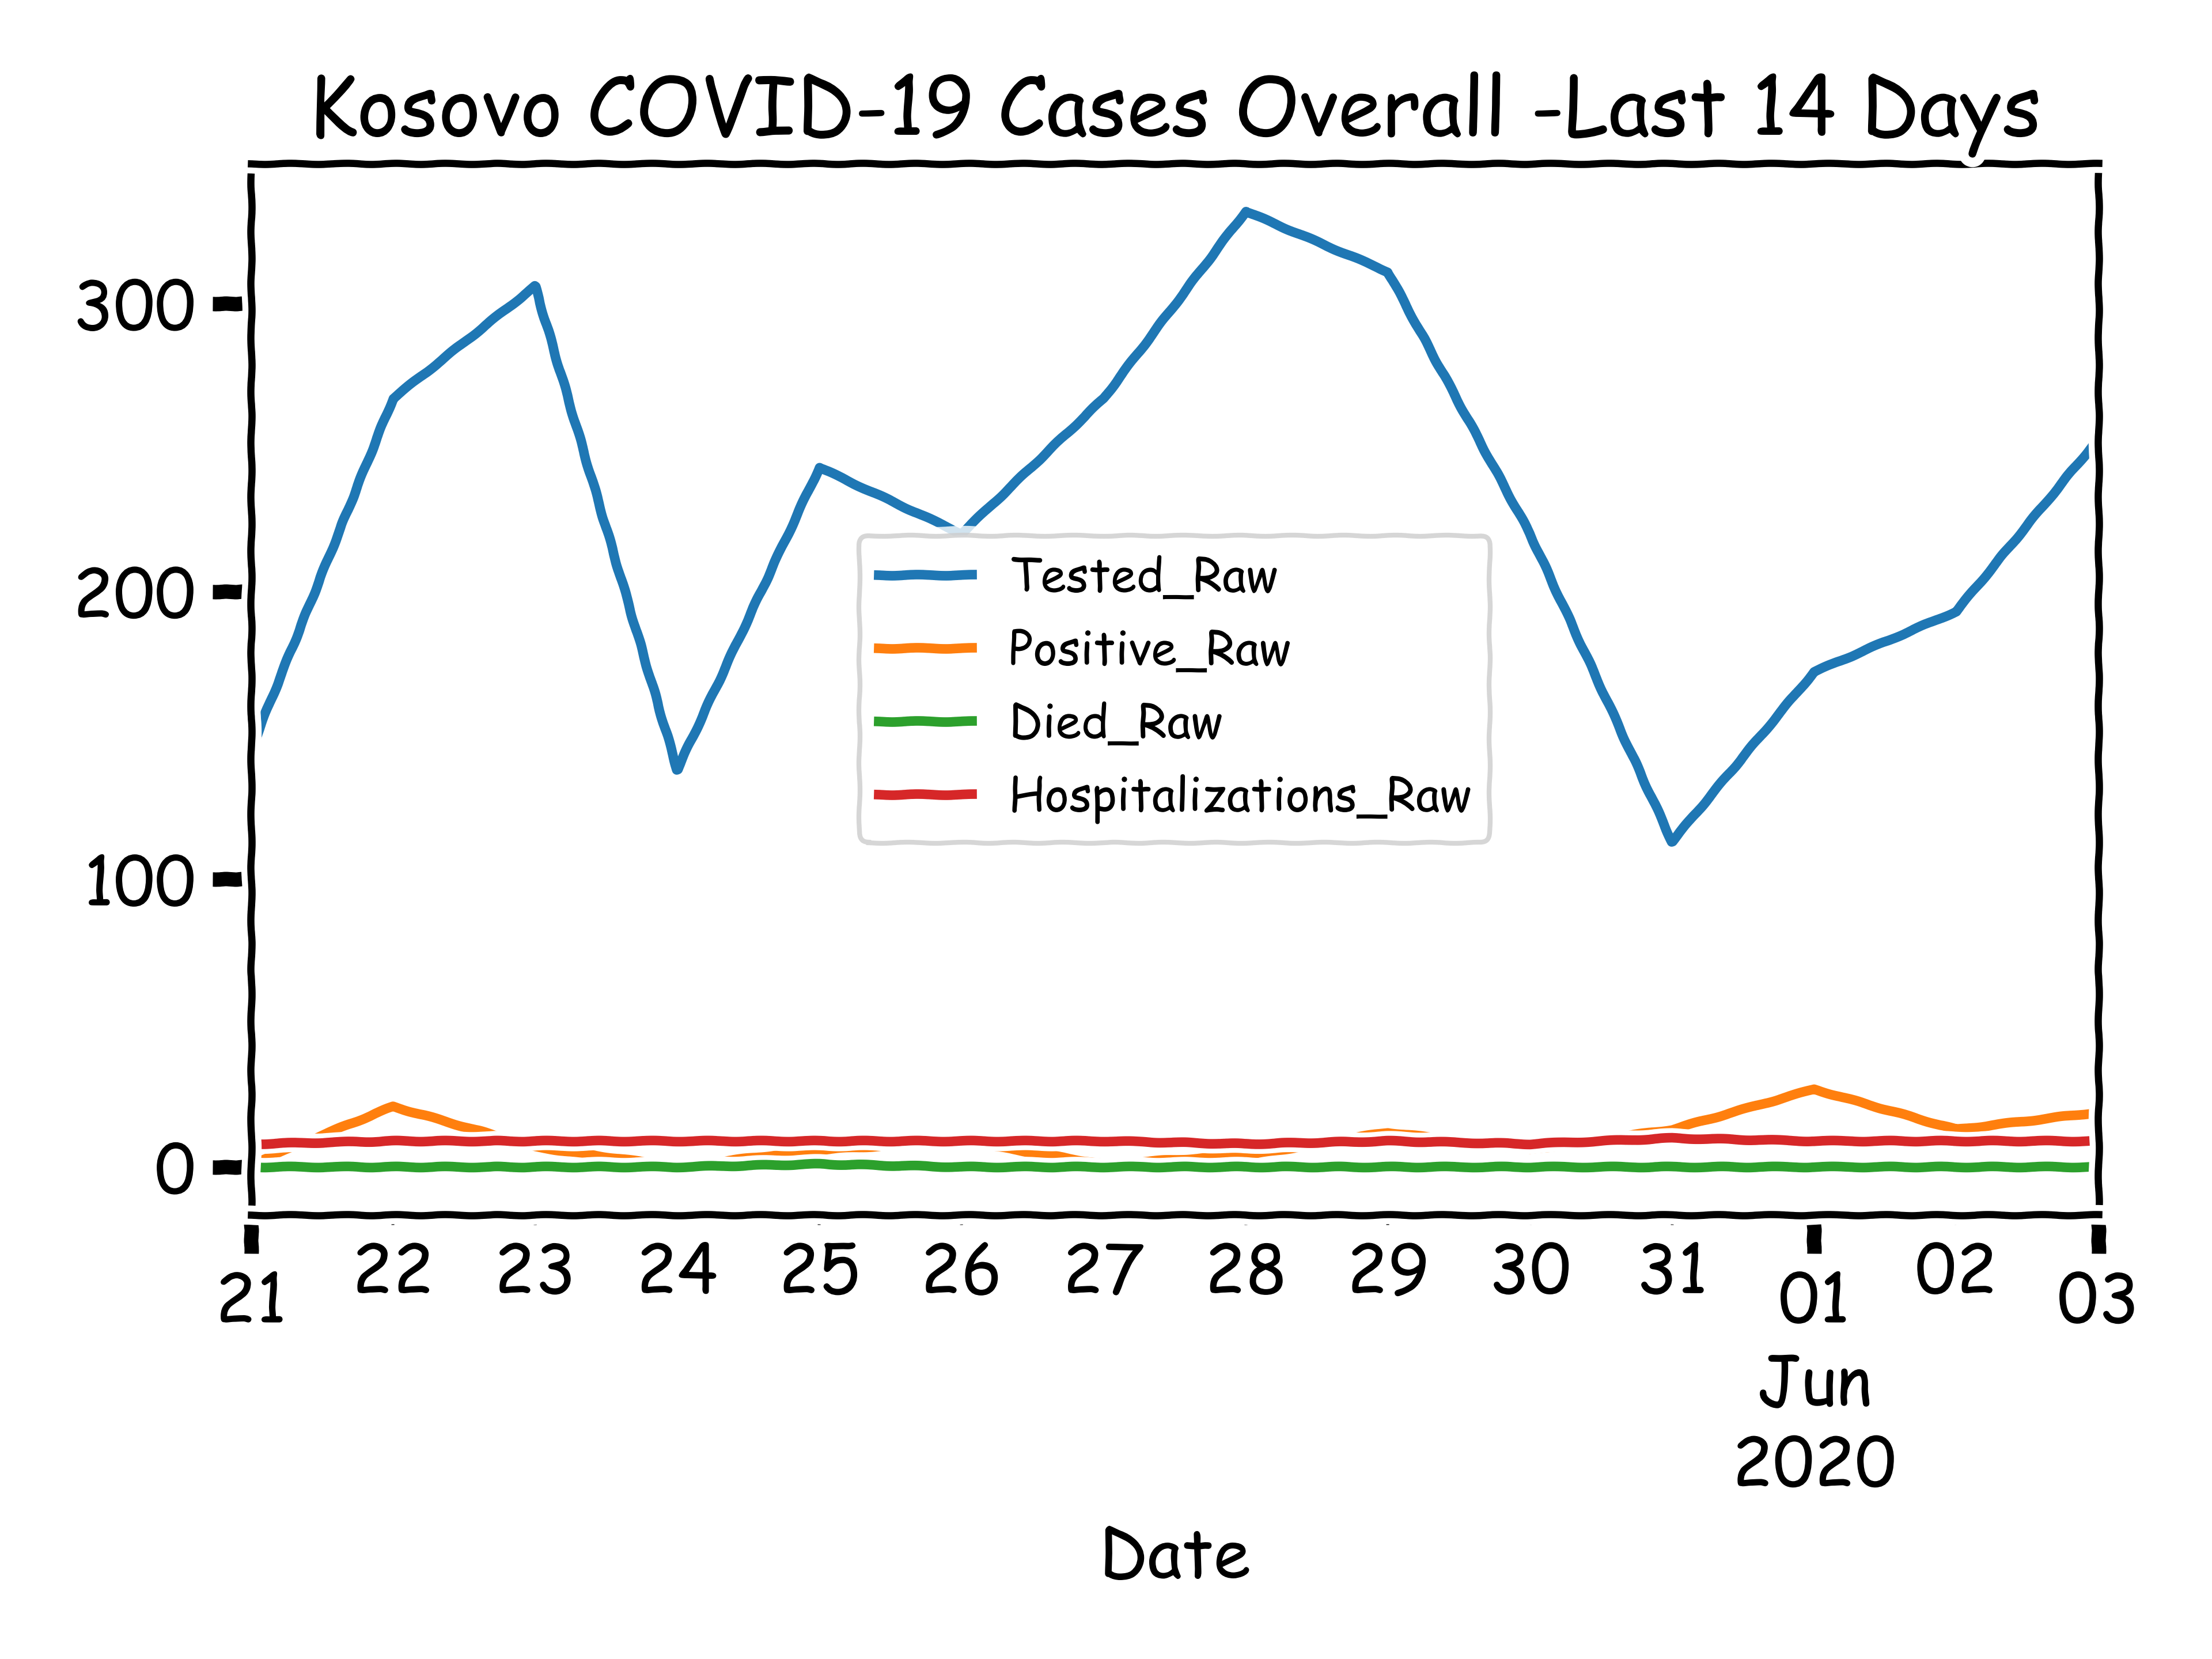 Kosovo COVID-19 Cases Overall -Last 14 Days
300
200
100
0
Tested_Raw
Positive_Raw
Died_Raw
Hospitalizations_Raw
21 22 23 24 25 26 27 28 29 30 31 01 02 03
Jun
2020
Date